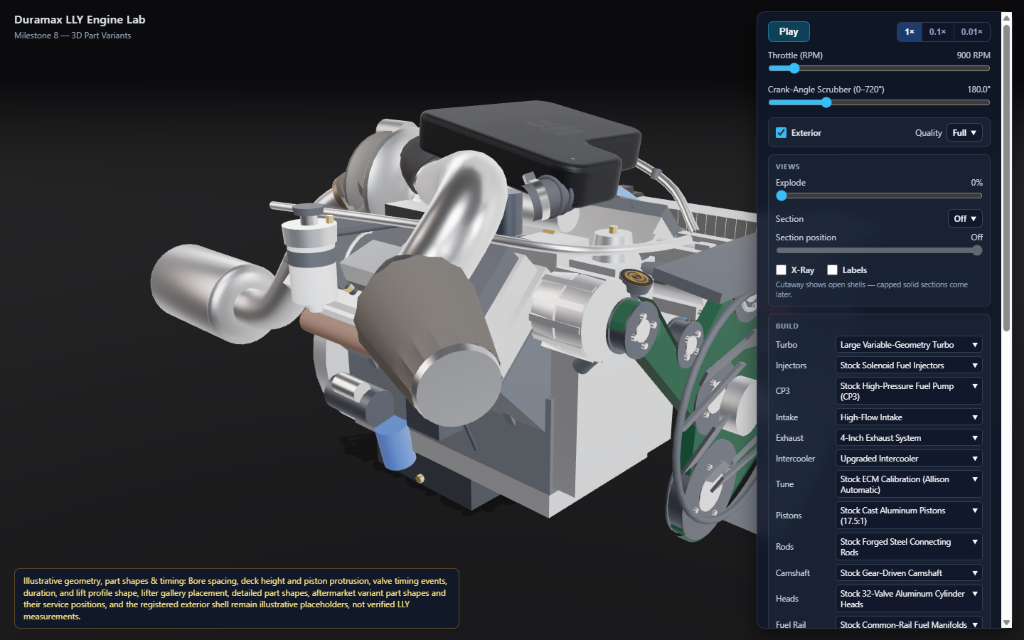 Duramax LLY Engine Lab
Milestone 8 — 3D Part Variants
Play
1×
0.1×
0.01×
Throttle (RPM)
900 RPM
Crank-Angle Scrubber (0–720°)
180.0°
Exterior
Quality
Full
VIEWS
Explode
0%
Section
Off
Section position
Off
X-Ray
Labels
Cutaway shows open shells — capped solid sections come
later.
BUILD
Turbo
Large Variable-Geometry Turbo
Injectors
Stock Solenoid Fuel Injectors
CP3
Stock High-Pressure Fuel Pump
(CP3)
Intake
High-Flow Intake
Exhaust
4-Inch Exhaust System
Intercooler
Upgraded Intercooler
Tune
Stock ECM Calibration (Allison
Automatic)
Pistons
Stock Cast Aluminum Pistons
(17.5:1)
Rods
Stock Forged Steel Connecting
Rods
Camshaft
Stock Gear-Driven Camshaft
Heads
Stock 32-Valve Aluminum Cylinder
Heads
Fuel Rail
Stock Common-Rail Fuel Manifolds
Illustrative geometry, part shapes & timing: Bore spacing, deck height and piston protrusion, valve timing events,
duration, and lift profile shape, lifter gallery placement, detailed part shapes, aftermarket variant part shapes and
their service positions, and the registered exterior shell remain illustrative placeholders, not verified LLY
measurements.